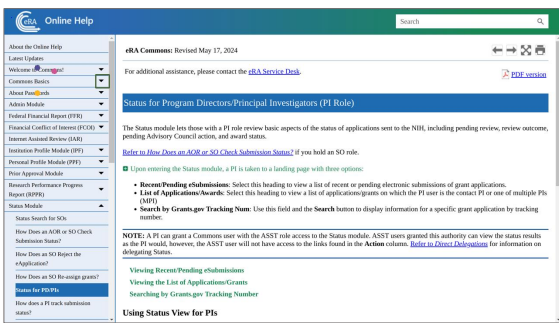 eRA Online Help
Search
About the Online Help
Latest Updates
Welcome to Commons!
Commons Basics
About Passwords
Admin Module
Federal Financial Report (FFR)
Financial Conflict of Interest (FCOI)
Internet Assisted Review (IAR)
Institution Profile Module (IPF)
Personal Profile Module (PPF)
Prior Approval Module
Research Performance Progress
Report (RPPR)
Status Module
Status Search for SOs
How Does an AOR or SO Check
Submission Status?
How Does an SO Reject the
eApplication?
How Does an SO Re-assign grants?
Status for PD/PIs
How does a PI track submission
status?
eRA Commons: Revised May 17, 2024
For additional assistance, please contact the eRA Service Desk.
PDF version
Status for Program Directors/Principal Investigators (PI Role)
The Status module lets those with a PI role review basic aspects of the status of applications sent to the NIH, including pending review, review outcome,
pending Advisory Council action, and award status.
Refer to How Does an AOR or SO Check Submission Status? if you hold an SO role.
Upon entering the Status module, a PI is taken to a landing page with three options:
• Recent/Pending eSubmissions: Select this heading to view a list of recent or pending electronic submissions of grant applications.
• List of Applications/Awards: Select this heading to view a list of applications/grants on which the PI user is the contact PI or one of multiple PIs
(MPI)
• Search by Grants.gov Tracking Num: Use this field and the Search button to display information for a specific grant application by tracking
number.
NOTE: A PI can grant a Commons user with the ASST role access to the Status module. ASST users granted this authority can view the status results
as the PI would, however, the ASST user will not have access to the links found in the Action column. Refer to Direct Delegations for information on
delegating Status.
Viewing Recent/Pending eSubmissions
Viewing the List of Applications/Grants
Searching by Grants.gov Tracking Number
Using Status View for PIs